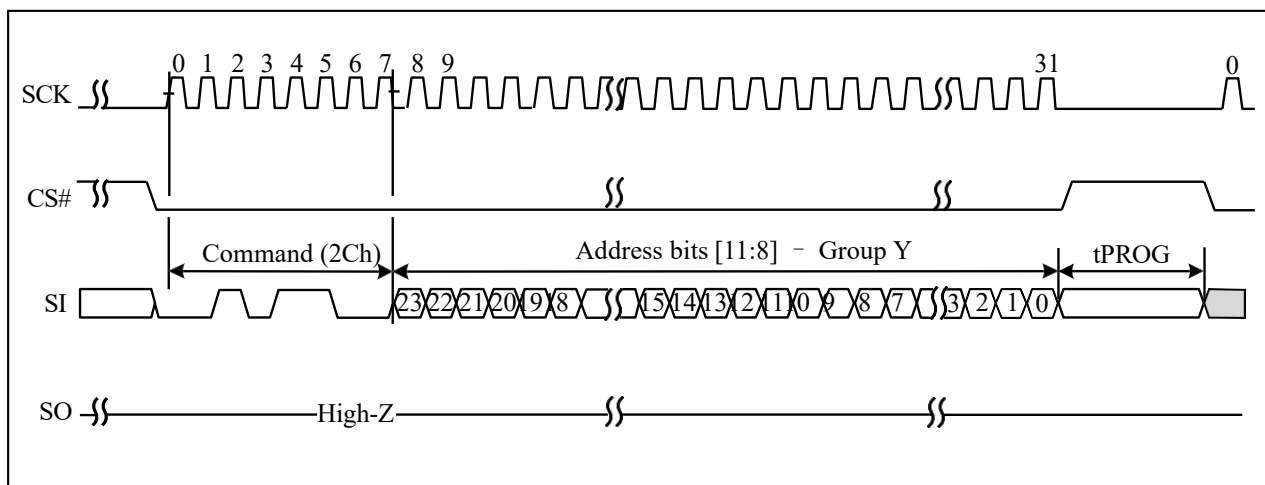 0 1 2 3 4 5 6 7 8 9 31 0
SCK
CS#
Command (2Ch) Address bits [11:8] - Group Y tPROG
SI 23 22 21 20 19 18 15 14 13 12 11 10 9 8 7 3 2 1 0
SO High-Z